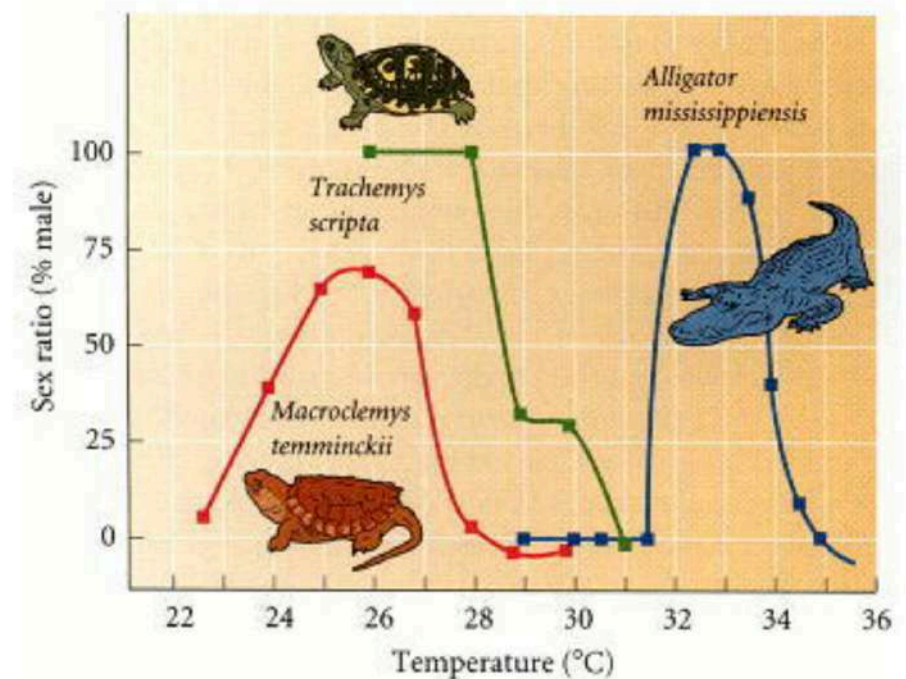 Alligator
mississippiensis
100
Trachemys
scripta
75
50
Macroclemys
temminckii
25
0
Sex ratio (% male)
22 24 26 28 30 32 34 36
Temperature (°C)